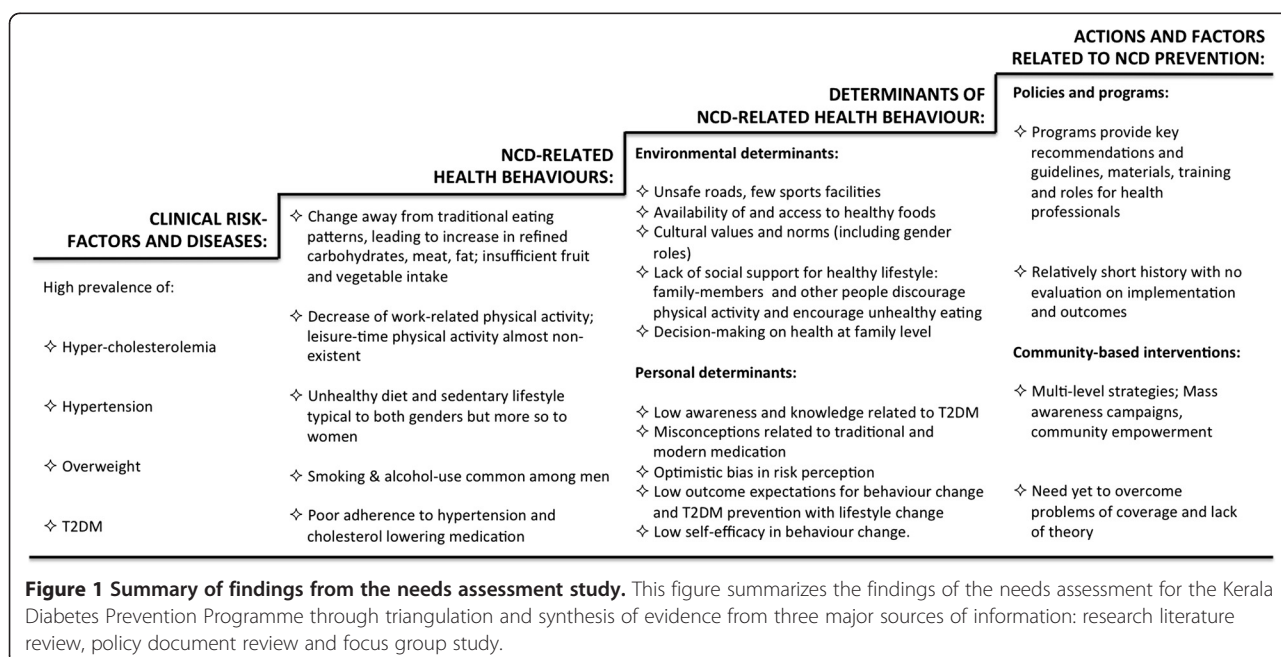 CLINICAL RISK-
FACTORS AND DISEASES:
High prevalence of:
✧ Hyper-cholesterolemia
✧ Hypertension
✧ Overweight
✧ T2DM
NCD-RELATED
HEALTH BEHAVIOURS:
✧ Change away from traditional eating
patterns, leading to increase in refined
carbohydrates, meat, fat; insufficient fruit
and vegetable intake
✧ Decrease of work-related physical activity;
leisure-time physical activity almost non-
existent
✧ Unhealthy diet and sedentary lifestyle
typical to both genders but more so to
women
✧ Smoking & alcohol-use common among men
✧ Poor adherence to hypertension and
cholesterol lowering medication
DETERMINANTS OF
NCD-RELATED HEALTH BEHAVIOUR:
Environmental determinants:
✧ Unsafe roads, few sports facilities
✧ Availability of and access to healthy foods
✧ Cultural values and norms (including gender
roles)
✧ Lack of social support for healthy lifestyle:
family-members and other people discourage
physical activity and encourage unhealthy eating
✧ Decision-making on health at family level
Personal determinants:
✧ Low awareness and knowledge related to T2DM
✧ Misconceptions related to traditional and
modern medication
✧ Optimistic bias in risk perception
✧ Low outcome expectations for behaviour change
and T2DM prevention with lifestyle change
✧ Low self-efficacy in behaviour change.
ACTIONS AND FACTORS
RELATED TO NCD PREVENTION:
Policies and programs:
✧ Programs provide key
recommendations and
guidelines, materials, training
and roles for health
professionals
✧ Relatively short history with no
evaluation on implementation
and outcomes
Community-based interventions:
✧ Multi-level strategies; Mass
awareness campaigns,
community empowerment
✧ Need yet to overcome
problems of coverage and lack
of theory
Figure 1 Summary of findings from the needs assessment study. This figure summarizes the findings of the needs assessment for the Kerala
Diabetes Prevention Programme through triangulation and synthesis of evidence from three major sources of information: research literature
review, policy document review and focus group study.